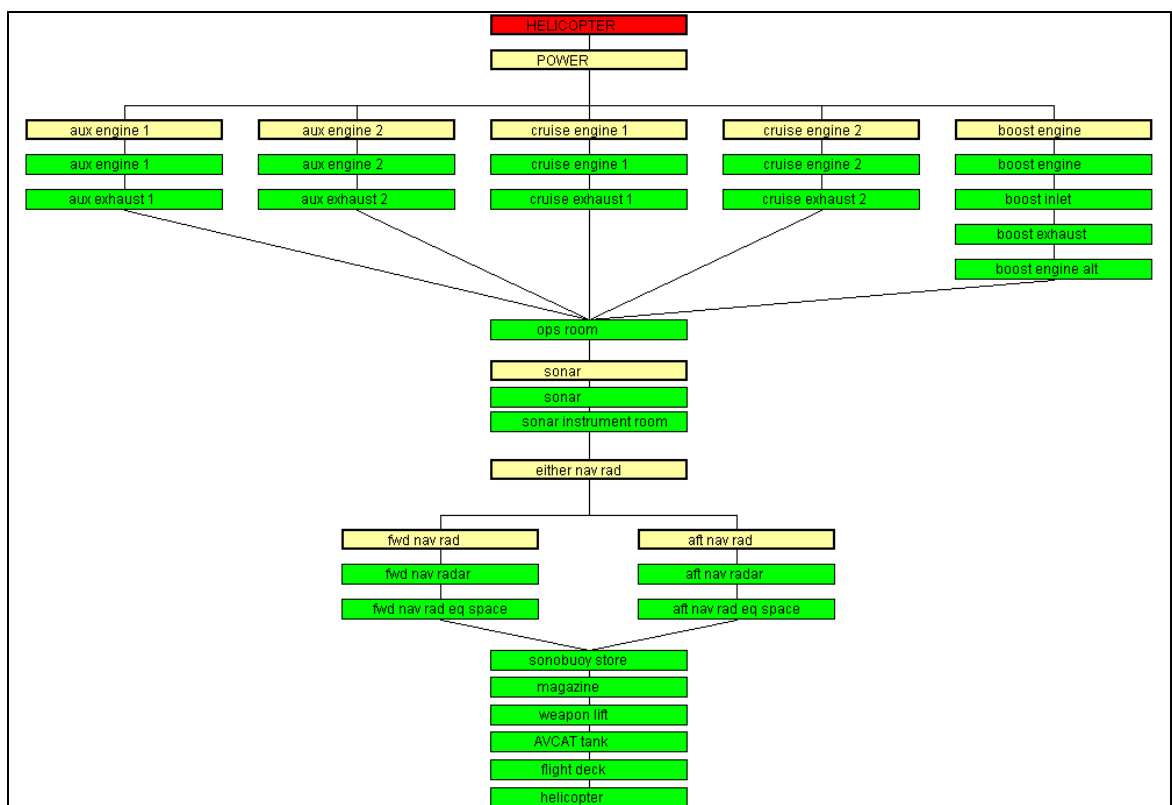 HELICOPTER
POWER
aux engine 1
aux engine 2
cruise engine 1
cruise engine 2
boost engine
aux engine 1
aux engine 2
cruise engine 1
cruise engine 2
boost engine
aux exhaust 1
aux exhaust 2
cruise exhaust 1
cruise exhaust 2
boost inlet
boost exhaust
boost engine alt
ops room
sonar
sonar
sonar instrument room
either nav rad
fwd nav rad
aft nav rad
fwd nav radar
aft nav radar
fwd nav rad eq space
aft nav rad eq space
sonobuoy store
magazine
weapon lift
AVCAT tank
flight deck
helicopter